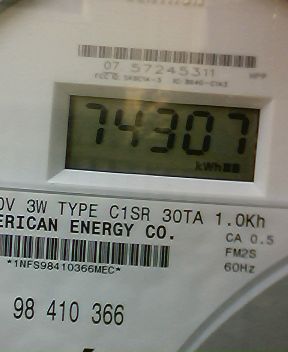 07 57245311
74307
kWh
V 3W TYPE C1SR 30TA 1.0Kh
ERICAN ENERGY CO.
CA 0.5
FM2S
*1NFS98410366MEC*
60Hz
98 410 366